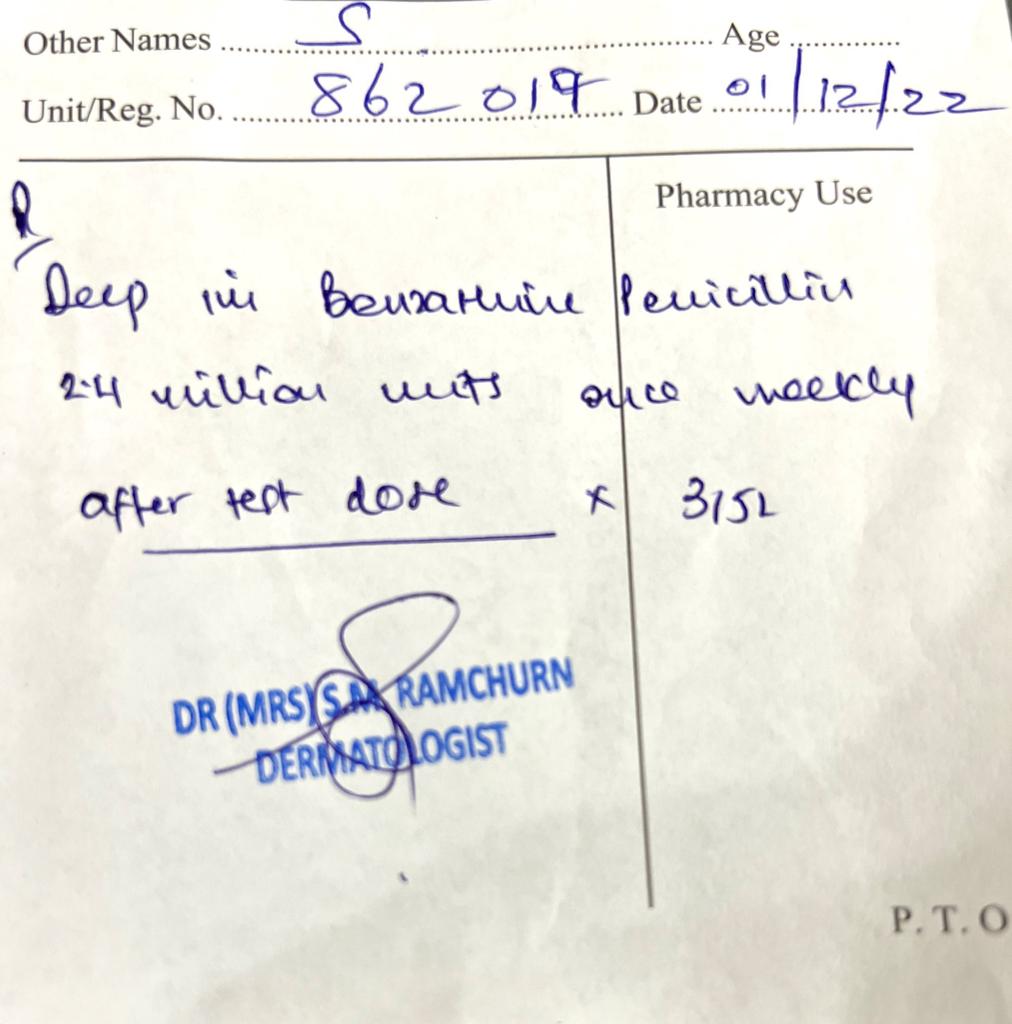 Other Names ........ S ........ Age ........
Unit/Reg. No. ........ 862 019 ........ Date ..01/12/22
Pharmacy Use
Deep im Benzathine Penicillin
2.4 million units once weekly
after test dose x 3/52
DR (MRS) S.M. RAMCHURN
DERMATOLOGIST
P. T. O